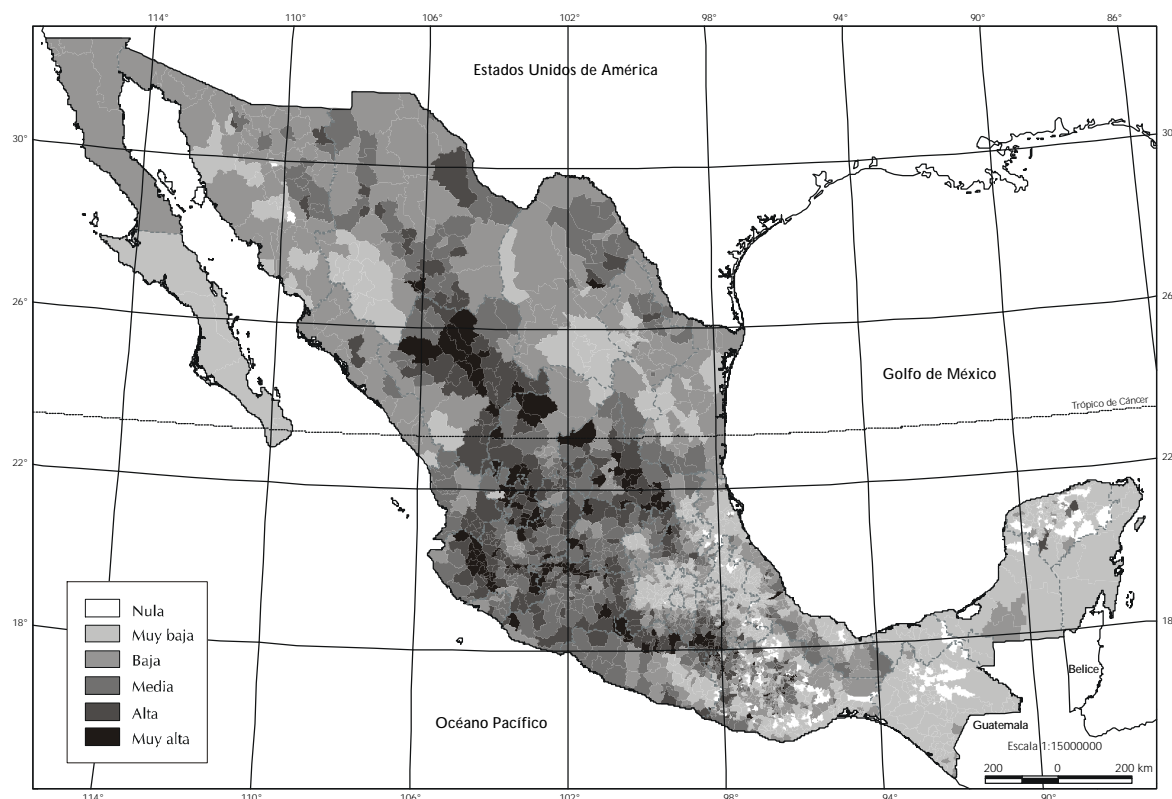 114° 110° 106° 102° 98° 94° 90° 86°
Estados Unidos de América
30° 30
26° 26
Golfo de México
Trópico de Cáncer
22° 22
18° 18
Nula
Muy baja
Baja
Media
Alta
Muy alta
Belice
Océano Pacífico
Guatemala
Escala 1:15000000
200 0 200 km
114° 110° 106° 102° 98° 94° 90°